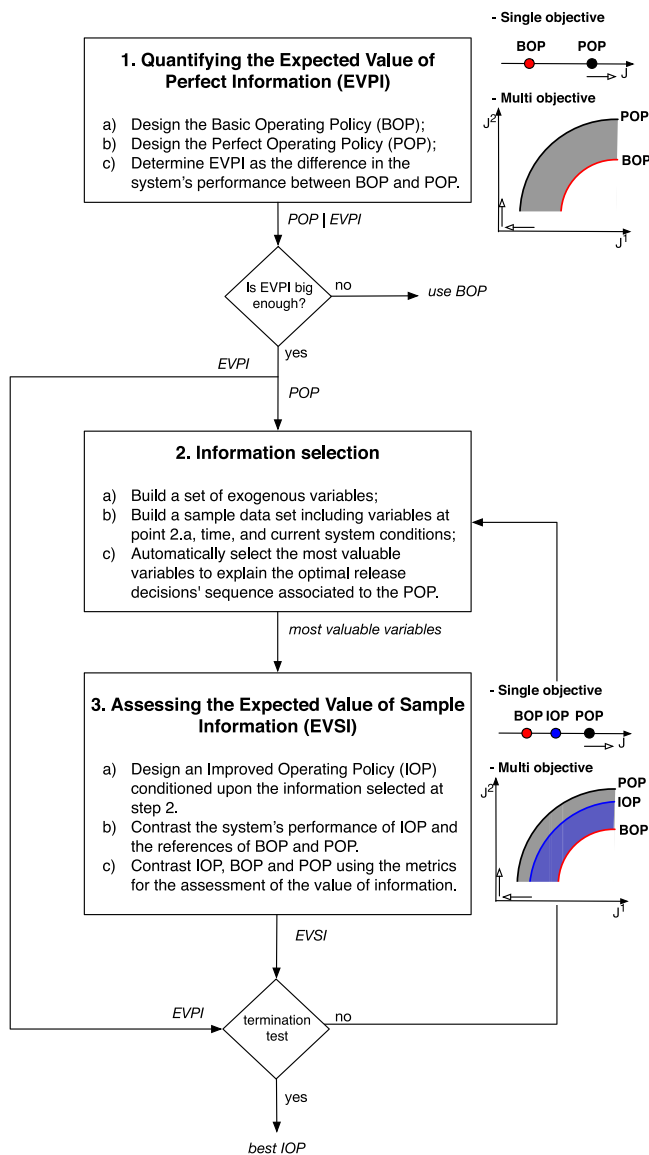 1. Quantifying the Expected Value of
Perfect Information (EVPI)
a) Design the Basic Operating Policy (BOP);
b) Design the Perfect Operating Policy (POP);
c) Determine EVPI as the difference in the
system's performance between BOP and POP.
- Single objective
BOP POP
J
- Multi objective
J2
POP
BOP
J1
POP | EVPI
Is EVPI big
enough?
no
use BOP
yes
EVPI
POP
2. Information selection
a) Build a set of exogenous variables;
b) Build a sample data set including variables at
point 2.a, time, and current system conditions;
c) Automatically select the most valuable
variables to explain the optimal release
decisions' sequence associated to the POP.
most valuable variables
3. Assessing the Expected Value of Sample
Information (EVSI)
a) Design an Improved Operating Policy (IOP)
conditioned upon the information selected at
step 2.
b) Contrast the system's performance of IOP and
the references of BOP and POP.
c) Contrast IOP, BOP and POP using the metrics
for the assessment of the value of information.
- Single objective
BOP IOP POP
J
- Multi objective
J2
POP
IOP
BOP
J1
EVSI
EVPI
termination
test
no
yes
best IOP